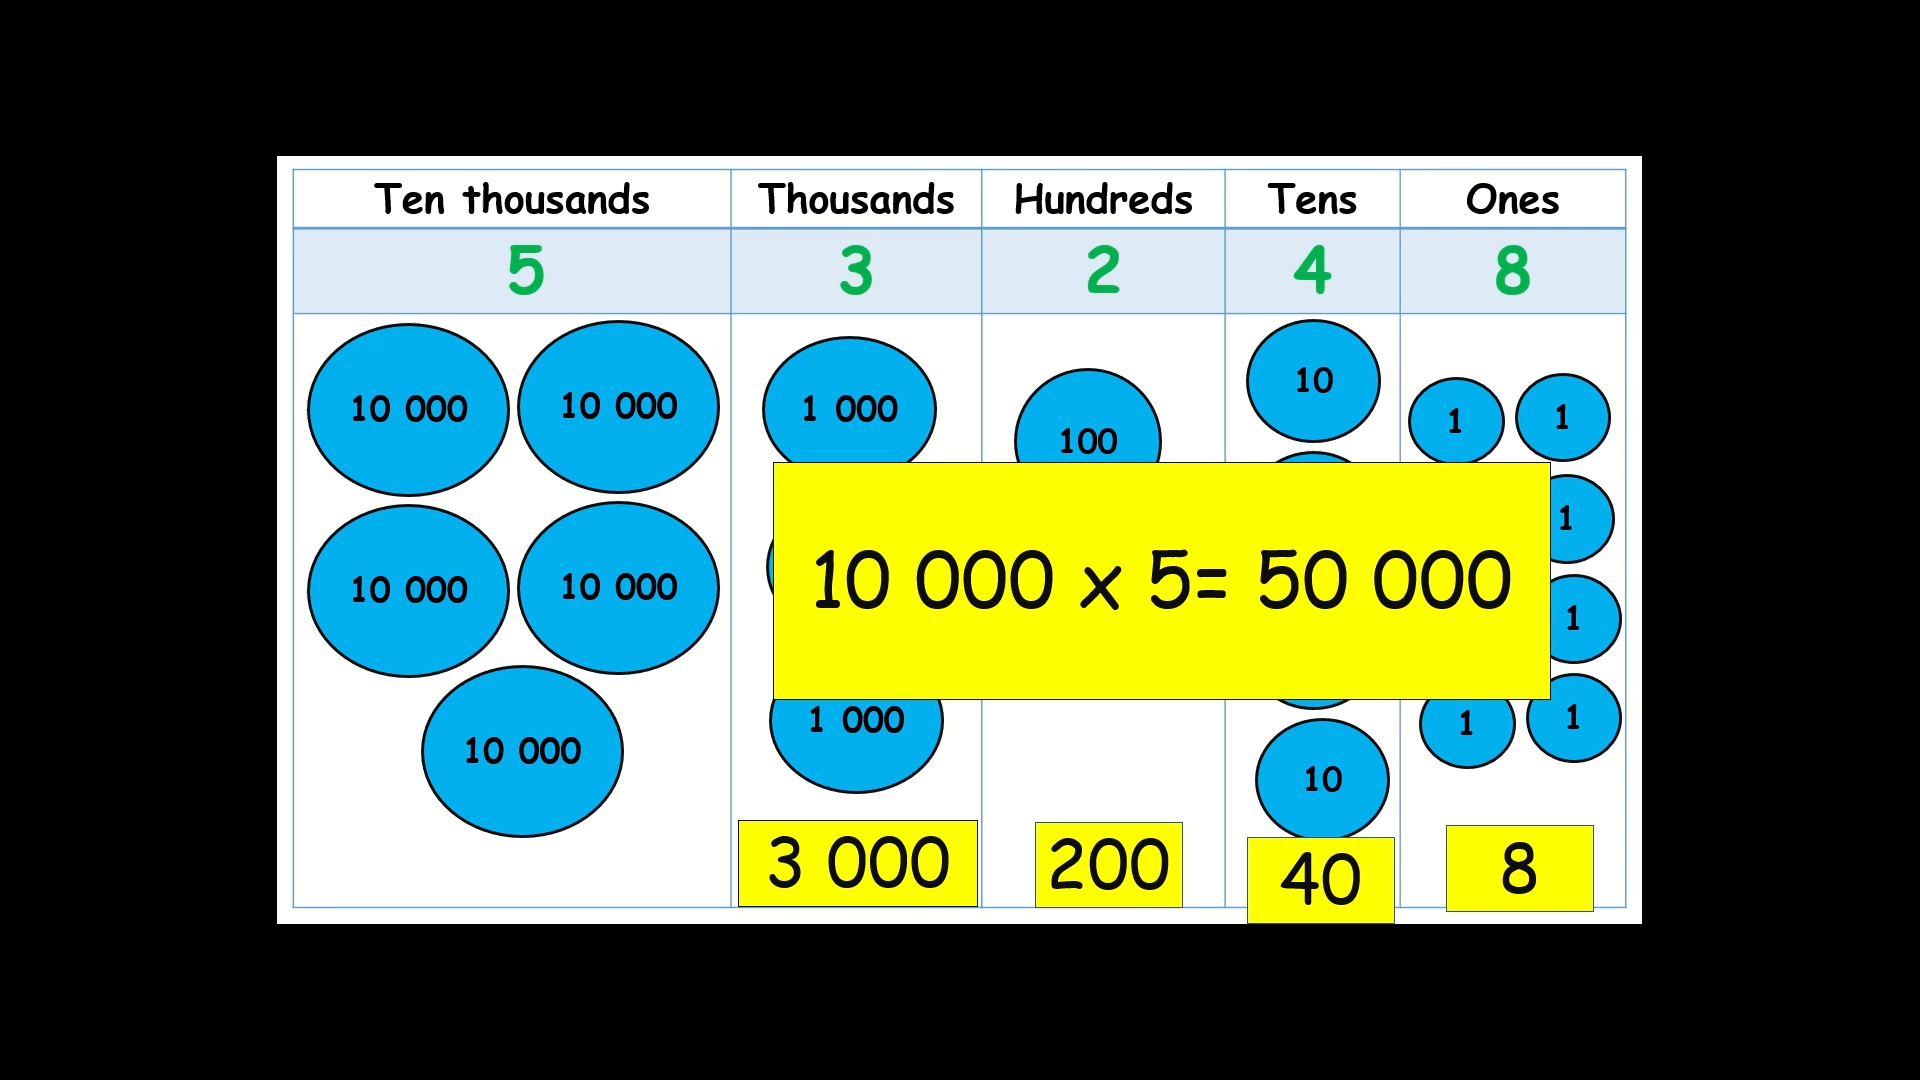 Ten thousands Thousands Hundreds Tens Ones
5 3 2 4 8
10 000 10 000 1 000 100 10 1 1
1
10 000 10 000 10 000 x 5= 50 000 1
10 000 1 000 10 1 1
3 000 200 40 8